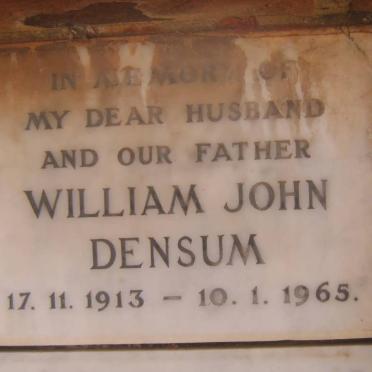 IN MEMORY OF
MY DEAR HUSBAND
AND OUR FATHER
WILLIAM JOHN
DENSUM
17. 11. 1913 – 10. 1. 1965.